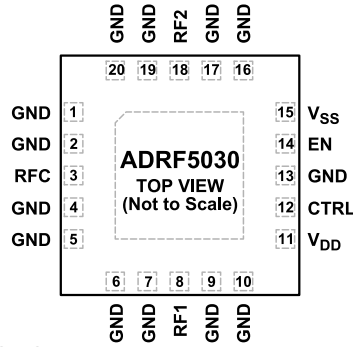 GND GND RF2 GND GND
20 19 18 17 16
GND 1 15 VSS
GND 2 14 EN
RFC 3 13 GND
GND 4 12 CTRL
GND 5 11 VDD
ADRF5030
TOP VIEW
(Not to Scale)
6 7 8 9 10
GND GND RF1 GND GND